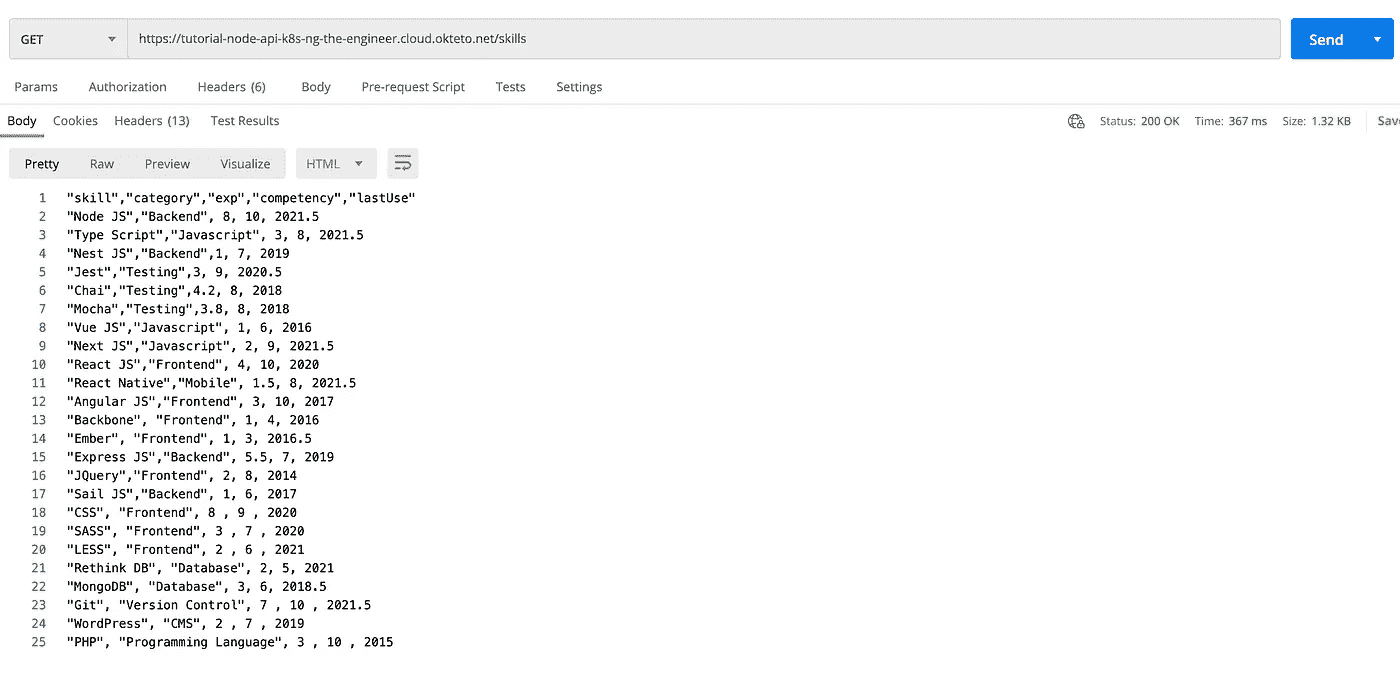 GET https://tutorial-node-api-k8s-ng-the-engineer.cloud.okteto.net/skills Send
Params Authorization Headers (6) Body Pre-request Script Tests Settings
Body Cookies Headers (13) Test Results Status: 200 OK Time: 367 ms Size: 1.32 KB Save
Pretty Raw Preview Visualize HTML
1 "skill","category","exp","competency","lastUse"
2 "Node JS","Backend", 8, 10, 2021.5
3 "Type Script","Javascript", 3, 8, 2021.5
4 "Nest JS","Backend",1, 7, 2019
5 "Jest","Testing",3, 9, 2020.5
6 "Chai","Testing",4.2, 8, 2018
7 "Mocha","Testing",3.8, 8, 2018
8 "Vue JS","Javascript", 1, 6, 2016
9 "Next JS","Javascript", 2, 9, 2021.5
10 "React JS","Frontend", 4, 10, 2020
11 "React Native","Mobile", 1.5, 8, 2021.5
12 "Angular JS","Frontend", 3, 10, 2017
13 "Backbone", "Frontend", 1, 4, 2016
14 "Ember", "Frontend", 1, 3, 2016.5
15 "Express JS","Backend", 5.5, 7, 2019
16 "JQuery","Frontend", 2, 8, 2014
17 "Sail JS","Backend", 1, 6, 2017
18 "CSS", "Frontend", 8 , 9 , 2020
19 "SASS", "Frontend", 3 , 7 , 2020
20 "LESS", "Frontend", 2 , 6 , 2021
21 "Rethink DB", "Database", 2, 5, 2021
22 "MongoDB", "Database", 3, 6, 2018.5
23 "Git", "Version Control", 7 , 10 , 2021.5
24 "WordPress", "CMS", 2 , 7 , 2019
25 "PHP", "Programming Language", 3 , 10 , 2015